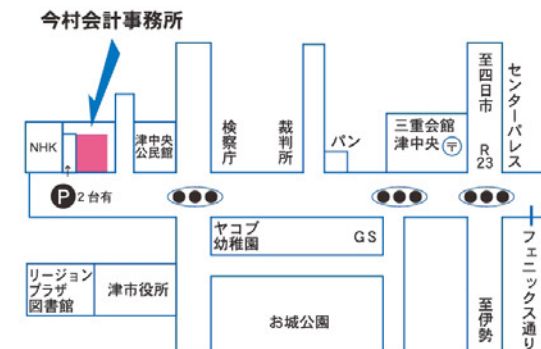 今村会計事務所
NHK
津中央
公民館
検察庁
裁判所
パン
三重会館
津中央〒
至四日市
R
23
センターパレス
P2台有
ヤコブ
幼稚園
GS
フェニックス通り
リージョン
プラザ
図書館
津市役所
お城公園
至伊勢